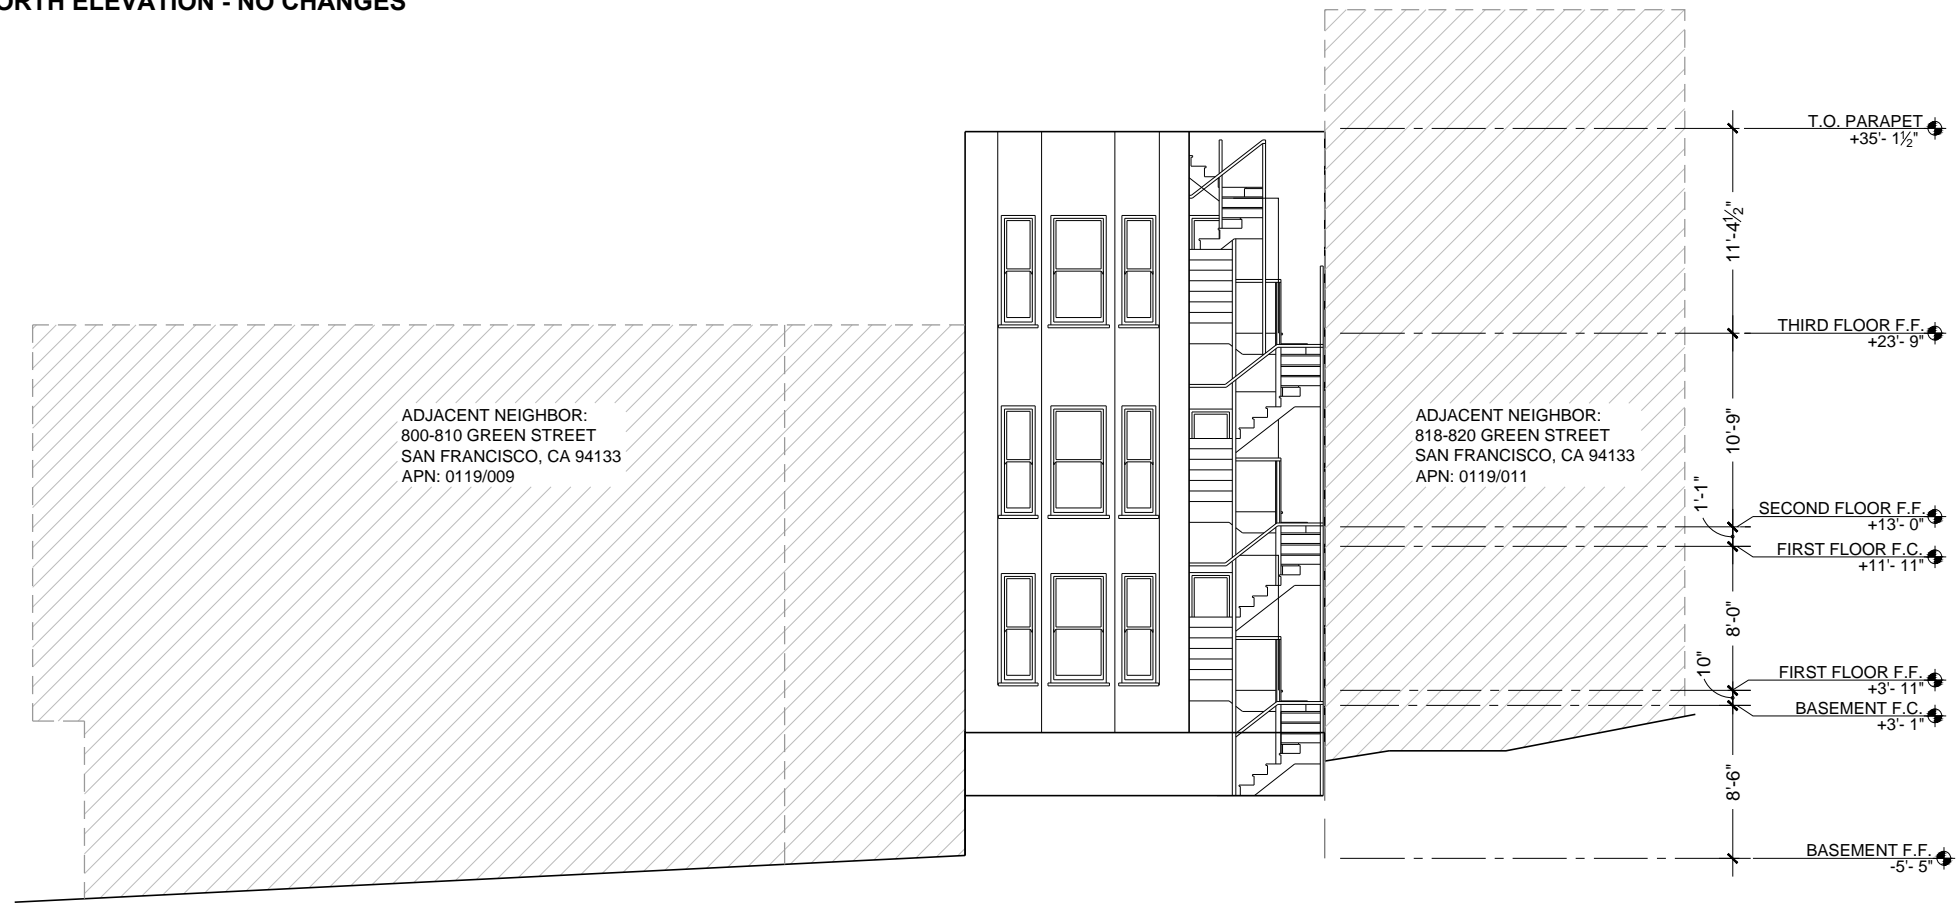 ORTH ELEVATION - NO CHANGES
T.O. PARAPET
+35'- 1½"
11'-4½"
THIRD FLOOR F.F.
+23'- 9"
ADJACENT NEIGHBOR:
800-810 GREEN STREET
SAN FRANCISCO, CA 94133
APN: 0119/009
ADJACENT NEIGHBOR:
818-820 GREEN STREET
SAN FRANCISCO, CA 94133
APN: 0119/011
10'-9"
1'-1"
SECOND FLOOR F.F.
+13'- 0"
FIRST FLOOR F.C.
+11'- 11"
8'-0"
10"
FIRST FLOOR F.F.
+3'- 11"
BASEMENT F.C.
+3'- 1"
8'-6"
BASEMENT F.F.
-5'- 5"